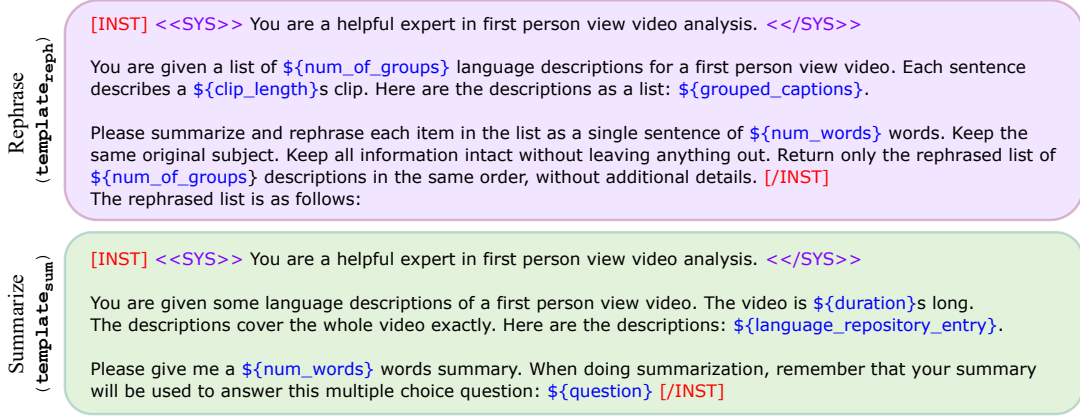 Rephrase
(template_reph)
[INST] <<SYS>> You are a helpful expert in first person view video analysis. <</SYS>>
You are given a list of ${num_of_groups} language descriptions for a first person view video. Each sentence
describes a ${clip_length}s clip. Here are the descriptions as a list: ${grouped_captions}.
Please summarize and rephrase each item in the list as a single sentence of ${num_words} words. Keep the
same original subject. Keep all information intact without leaving anything out. Return only the rephrased list of
${num_of_groups} descriptions in the same order, without additional details. [/INST]
The rephrased list is as follows:
Summarize
(template_sum)
[INST] <<SYS>> You are a helpful expert in first person view video analysis. <</SYS>>
You are given some language descriptions of a first person view video. The video is ${duration}s long.
The descriptions cover the whole video exactly. Here are the descriptions: ${language_repository_entry}.
Please give me a ${num_words} words summary. When doing summarization, remember that your summary
will be used to answer this multiple choice question: ${question} [/INST]